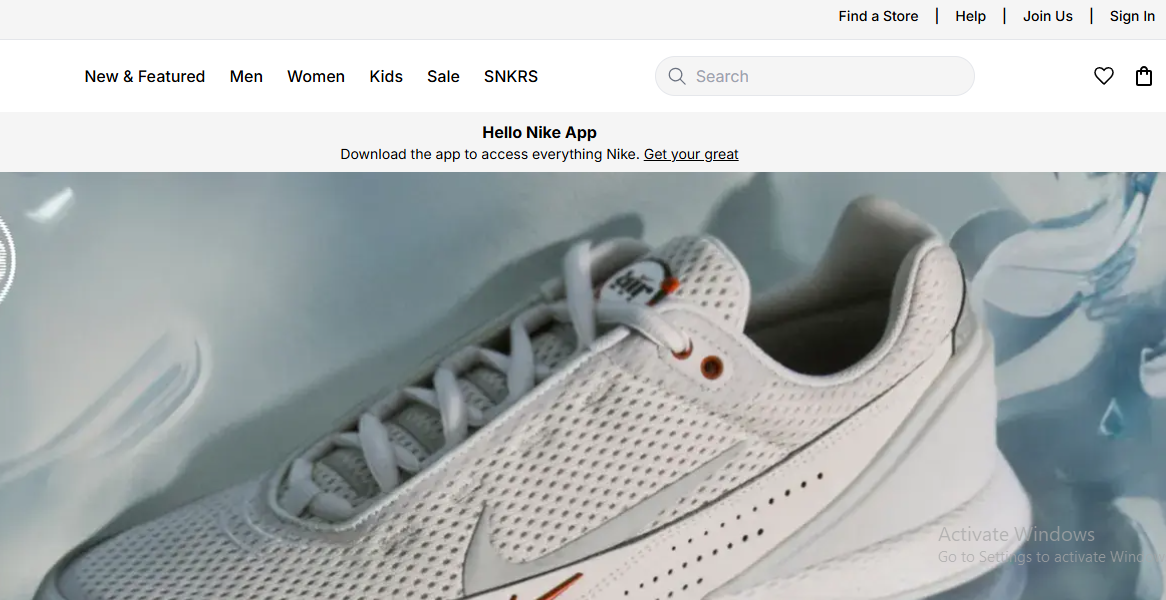 Find a Store | Help | Join Us | Sign In
New & Featured Men Women Kids Sale SNKRS Search
Hello Nike App
Download the app to access everything Nike. Get your great
Air
Activate Windows
Go to Settings to activate Wind